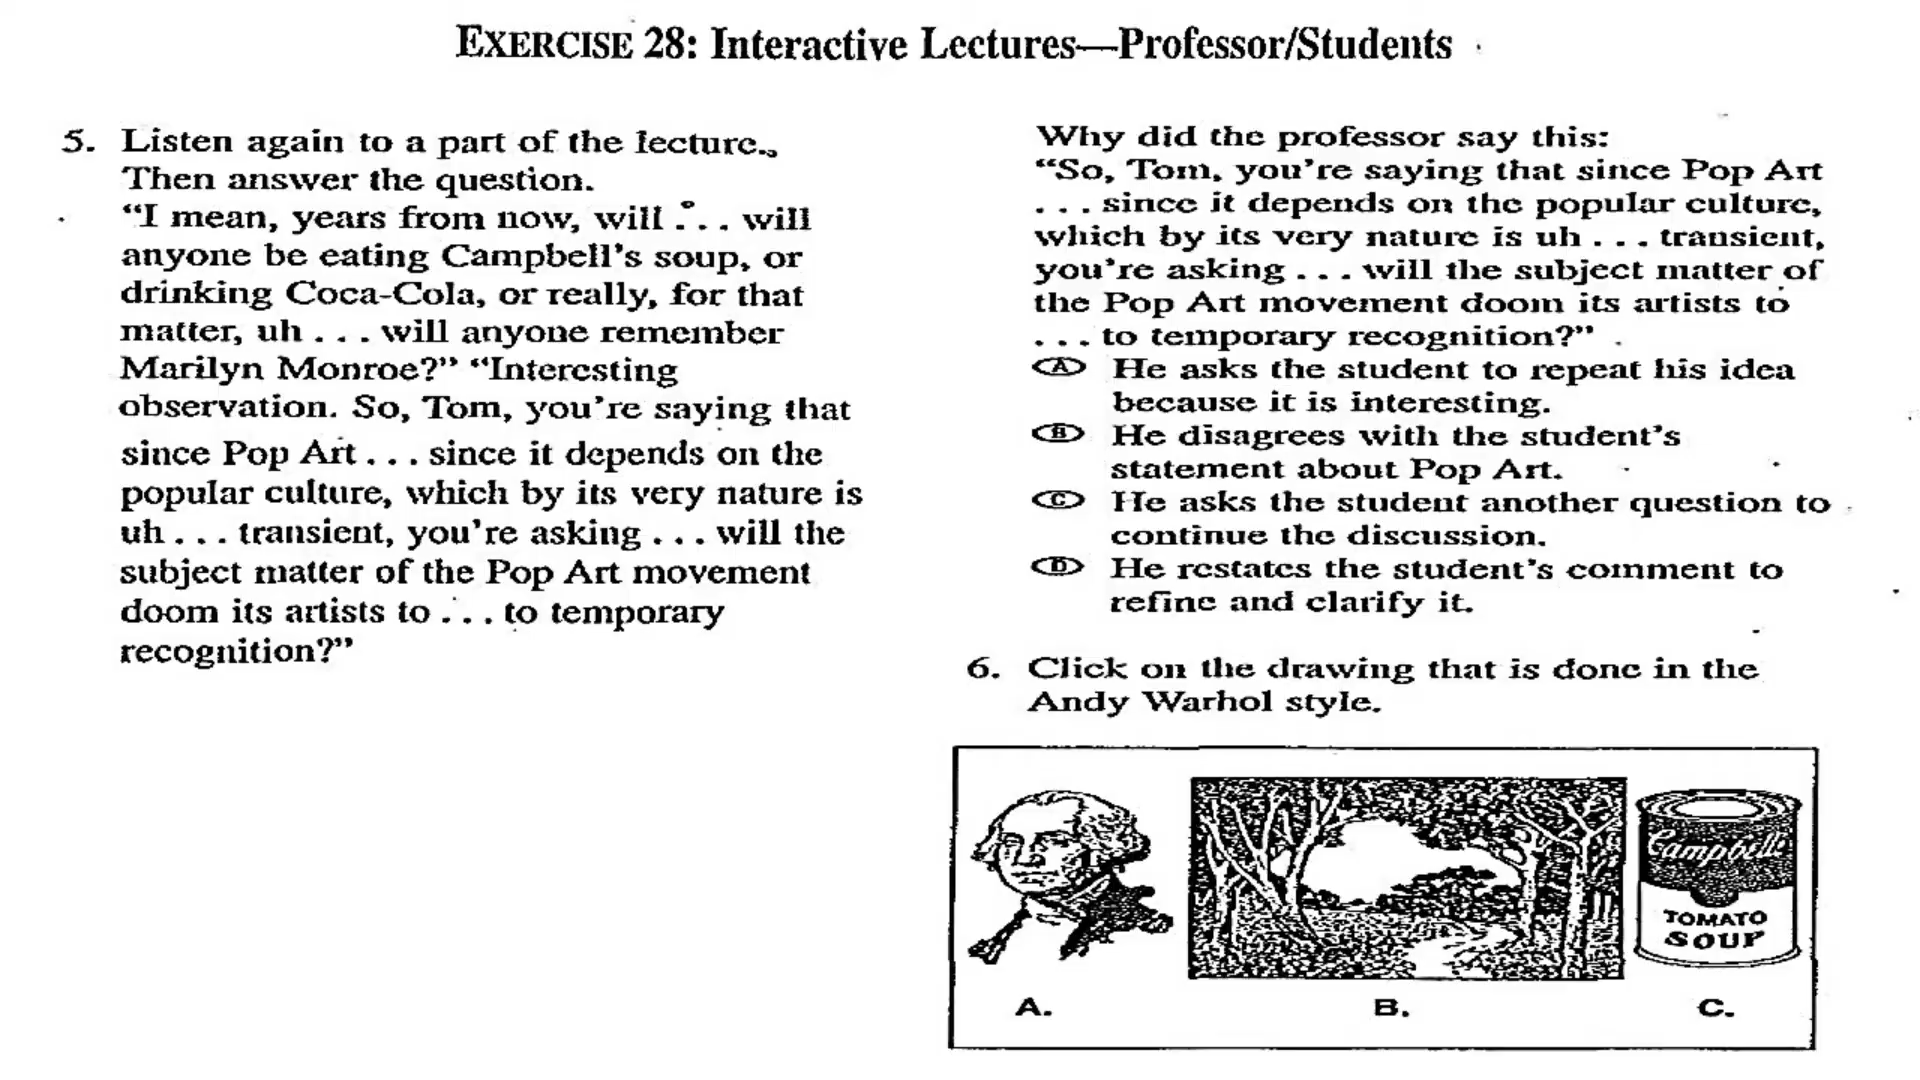 EXERCISE 28: Interactive Lectures—Professor/Students
5. Listen again to a part of the lecture.
Then answer the question.
“I mean, years from now, will . . . will
anyone be eating Campbell’s soup, or
drinking Coca-Cola, or really, for that
matter, uh . . . will anyone remember
Marilyn Monroe?” “Interesting
observation. So, Tom, you’re saying that
since Pop Art . . . since it depends on the
popular culture, which by its very nature is
uh . . . transient, you’re asking . . . will the
subject matter of the Pop Art movement
doom its artists to . . . to temporary
recognition?”
Why did the professor say this:
“So, Tom, you’re saying that since Pop Art
. . . since it depends on the popular culture,
which by its very nature is uh . . . transient,
you’re asking . . . will the subject matter of
the Pop Art movement doom its artists to
. . . to temporary recognition?”
A He asks the student to repeat his idea
because it is interesting.
B He disagrees with the student’s
statement about Pop Art.
C He asks the student another question to
continue the discussion.
D He restates the student’s comment to
refine and clarify it.
6. Click on the drawing that is done in the
Andy Warhol style.
Campbell's
TOMATO
SOUP
A. B. C.